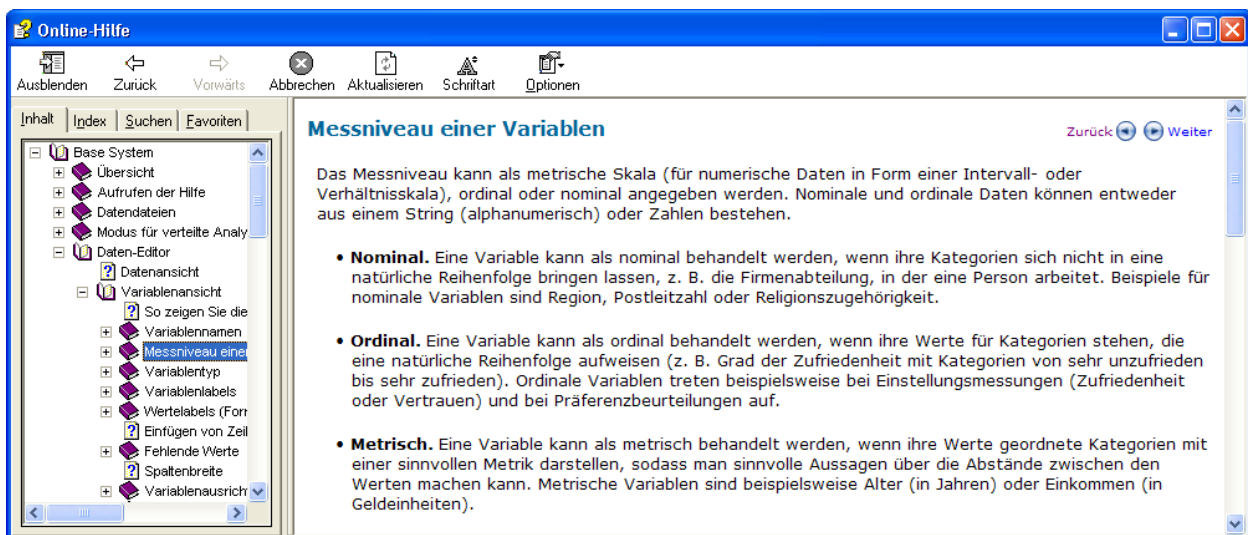 Online-Hilfe
Ausblenden Zurück Vorwärts Abbrechen Aktualisieren Schriftart Optionen
Inhalt Index Suchen Favoriten
Base System
Übersicht
Aufrufen der Hilfe
Datendateien
Modus für verteilte Analy
Daten-Editor
Datenansicht
Variablenansicht
So zeigen Sie die
Variablennamen
Messniveau einer
Variablentyp
Variablenlabels
Wertelabels (Forr
Einfügen von Zeil
Fehlende Werte
Spaltenbreite
Variablenausricht
Messniveau einer Variablen
Zurück Weiter
Das Messniveau kann als metrische Skala (für numerische Daten in Form einer Intervall- oder
Verhältnisskala), ordinal oder nominal angegeben werden. Nominale und ordinale Daten können entweder
aus einem String (alphanumerisch) oder Zahlen bestehen.
• Nominal. Eine Variable kann als nominal behandelt werden, wenn ihre Kategorien sich nicht in eine
natürliche Reihenfolge bringen lassen, z. B. die Firmenabteilung, in der eine Person arbeitet. Beispiele für
nominale Variablen sind Region, Postleitzahl oder Religionszugehörigkeit.
• Ordinal. Eine Variable kann als ordinal behandelt werden, wenn ihre Werte für Kategorien stehen, die
eine natürliche Reihenfolge aufweisen (z. B. Grad der Zufriedenheit mit Kategorien von sehr unzufrieden
bis sehr zufrieden). Ordinale Variablen treten beispielsweise bei Einstellungsmessungen (Zufriedenheit
oder Vertrauen) und bei Präferenzbeurteilungen auf.
• Metrisch. Eine Variable kann als metrisch behandelt werden, wenn ihre Werte geordnete Kategorien mit
einer sinnvollen Metrik darstellen, sodass man sinnvolle Aussagen über die Abstände zwischen den
Werten machen kann. Metrische Variablen sind beispielsweise Alter (in Jahren) oder Einkommen (in
Geldeinheiten).